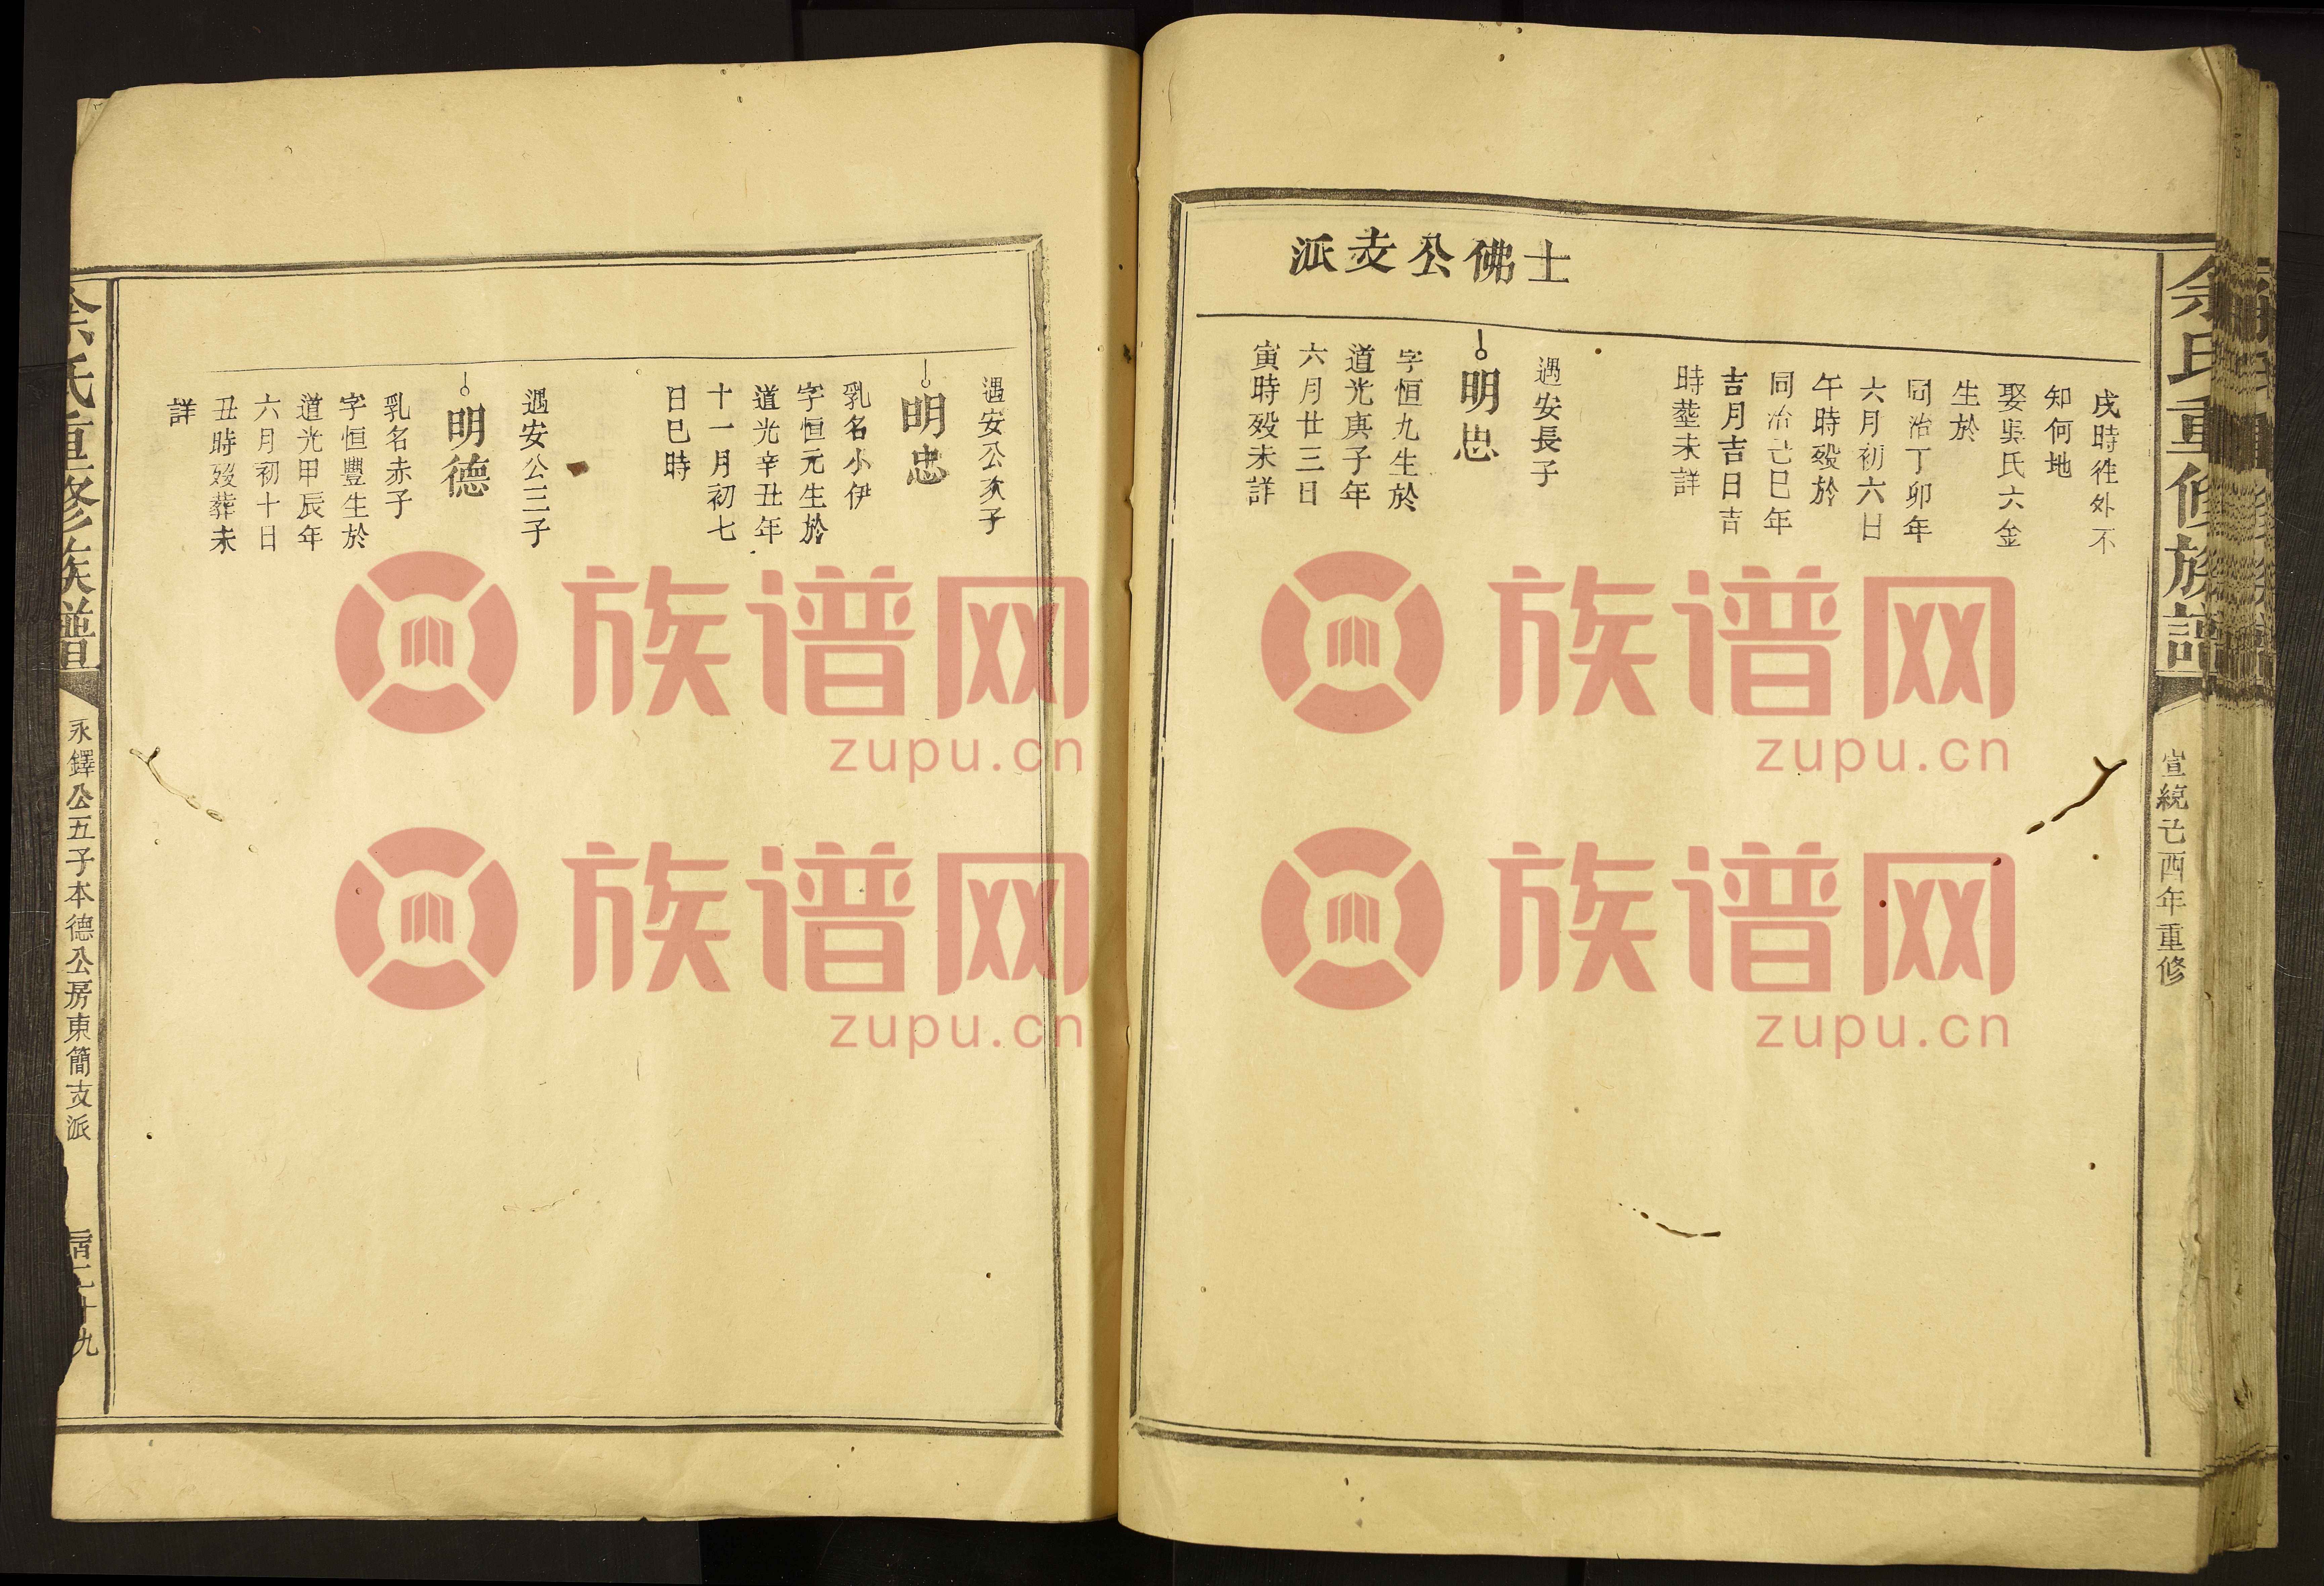 余氏重修族譜
宣統己酉年重修
士佛公支派
戌時徃外不
知何地
娶吳氏六金
生於
同治丁卯年
六月初六日
午時歿於
同治己巳年
吉月吉日吉
時塟未詳
遇安長子
明忠
字恒九生於
道光庚子年
六月廿三日
寅時歿未詳
遇安公次子
明忠
乳名小伊
字恒元生於
道光辛丑年
十一月初七
日巳時
遇安公三子
明德
乳名赤子
字恒豐生於
道光甲辰年
六月初十日
丑時歿葬未
詳
余氏重修族譜
永鐸公五子本德公房東簡支派
二十九
族谱网
zupu.cn
族谱网
zupu.cn
族谱网
zupu.cn
族谱网
zupu.cn